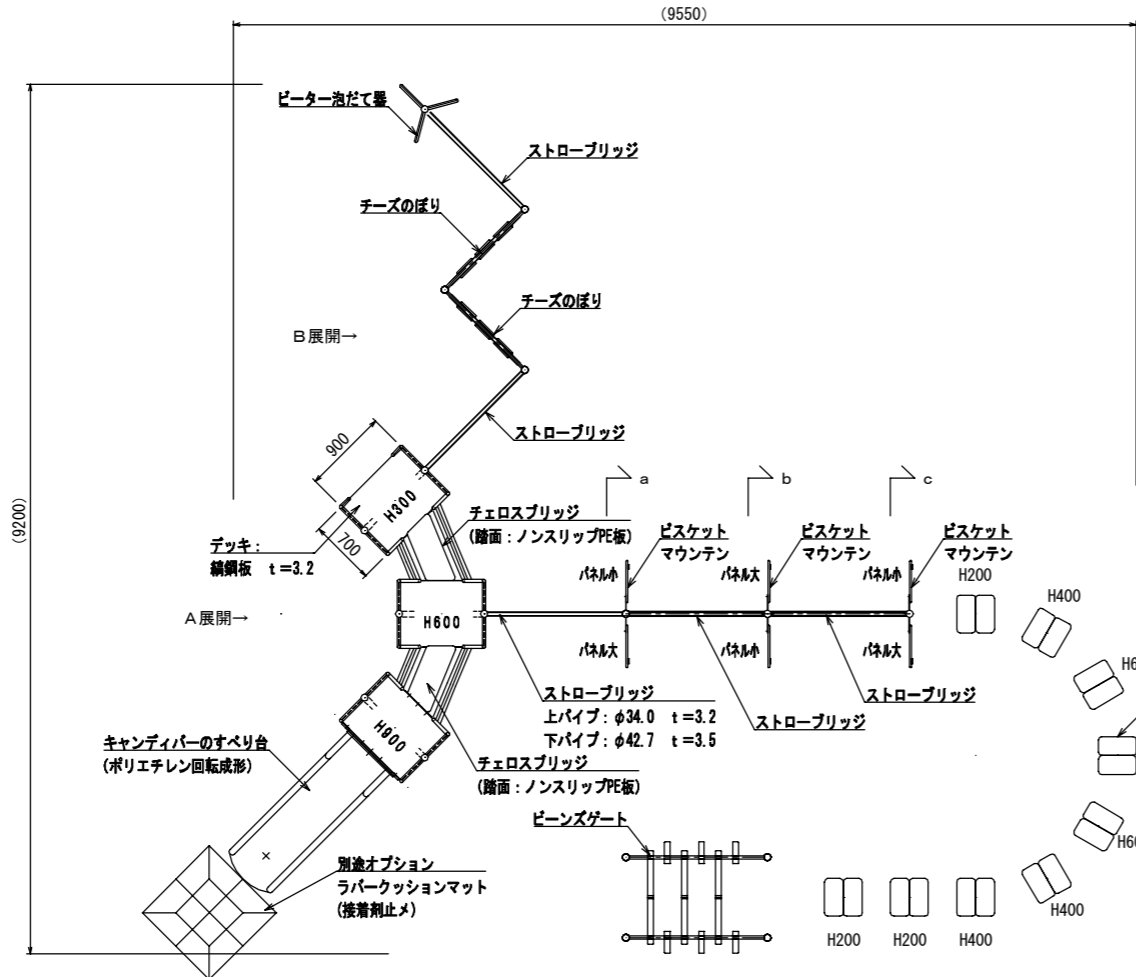 (9550)
ビーター泡だて器
ストローブリッジ
チーズのぼり
チーズのぼり
B展開→
ストローブリッジ
(9200)
900
700
H300
a
b
c
チェロスブリッジ
(踏面：ノンスリップPE板)
デッキ：
縞鋼板 t=3.2
ビスケット
マウンテン
ビスケット
マウンテン
ビスケット
マウンテン
パネル小
パネル大
パネル小
H200
H400
A展開→
H600
パネル大
パネル小
パネル大
ストローブリッジ
上パイプ：φ34.0 t=3.2
下パイプ：φ42.7 t=3.5
ストローブリッジ
ストローブリッジ
H900
キャンディバーのすべり台
(ポリエチレン回転成形)
チェロスブリッジ
(踏面：ノンスリップPE板)
ビーンズゲート
別途オプション
ラバークッションマット
(接着剤止メ)
H400
H200
H200
H400